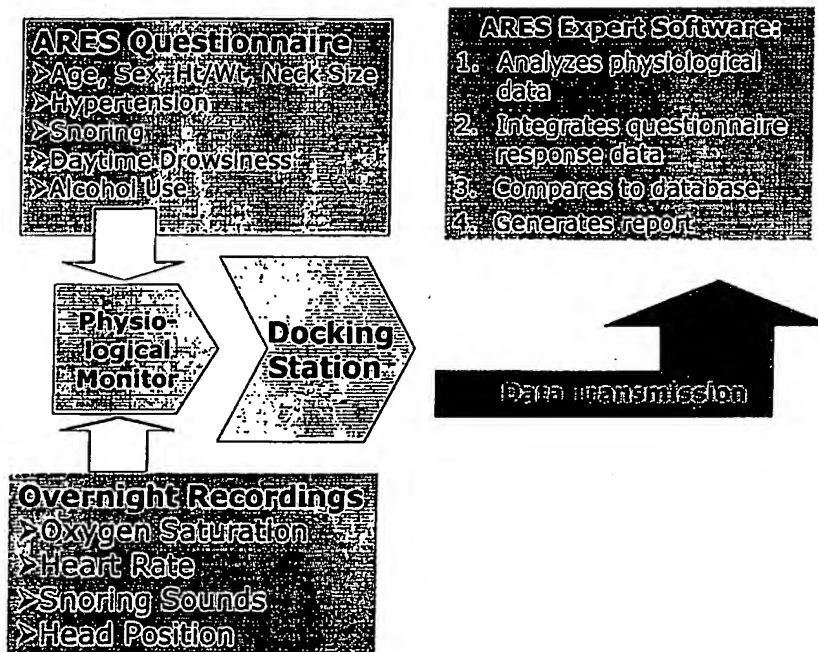 ARES Questionnaire
➢Age, Sex, Ht/Wt, Neck Size
➢Hypertension
➢Snoring
➢Daytime Drowsiness
➢Alcohol Use
Physio-
logical
Monitor
Docking
Station
Overnight Recordings
➢Oxygen Saturation
➢Heart Rate
➢Snoring Sounds
➢Head Position
ARES Expert Software:
1. Analyzes physiological
data
2. Integrates questionnaire
response data
3. Compares to database
4. Generates report
Data Transmission